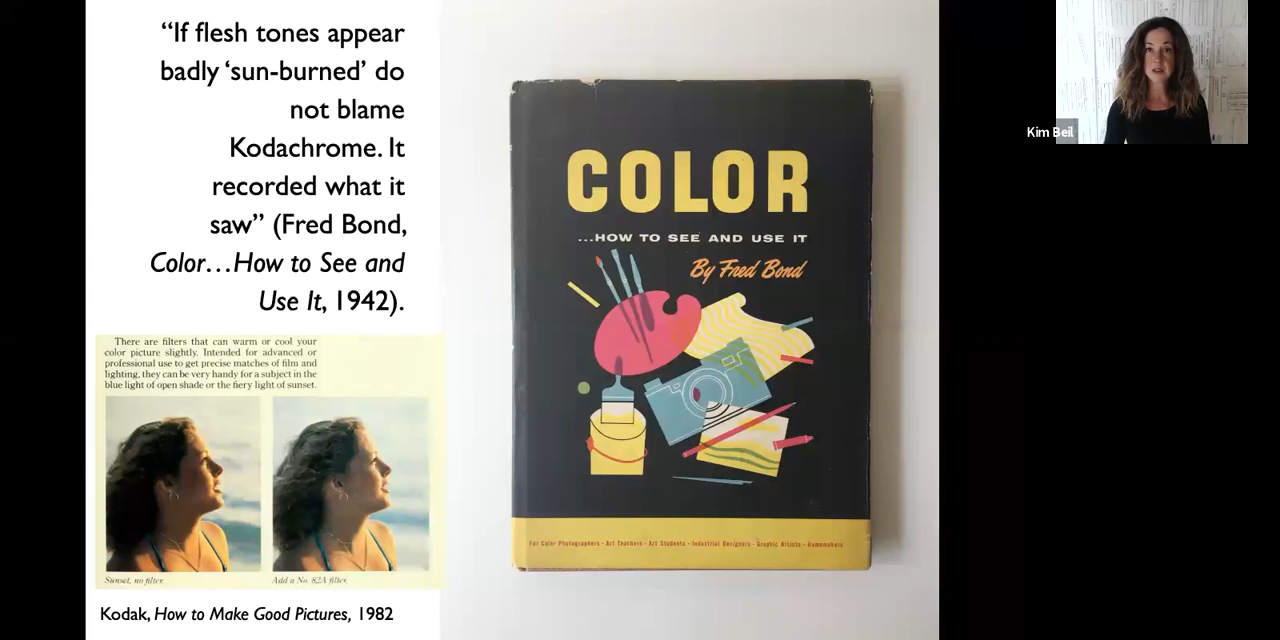 “If flesh tones appear
badly ‘sun-burned’ do
not blame
Kodachrome. It
recorded what it
saw” (Fred Bond,
Color…How to See and
Use It, 1942).
There are filters that can warm or cool your
color picture slightly. Intended for advanced or
professional use to get precise matches of film and
lighting, they can be very handy for a subject in the
blue light of open shade or the fiery light of sunset.
Sunset, no filter.
Add a No. 82A filter.
Kodak, How to Make Good Pictures, 1982
COLOR
...HOW TO SEE AND USE IT
By Fred Bond
For Color Photographers - Art Teachers - Art Students - Industrial Designers - Graphic Artists - Homemakers
Kim Beil